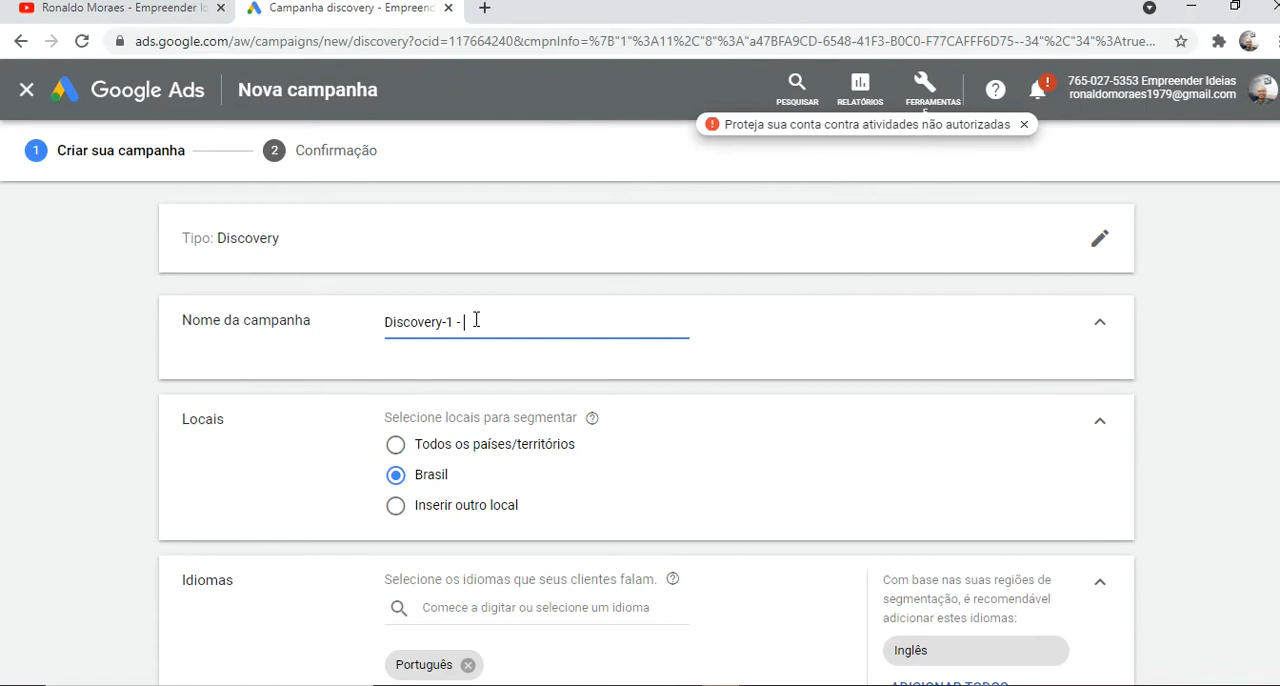 Ronaldo Moraes - Empreender Id
Campanha discovery - Empreend
ads.google.com/aw/campaigns/new/discovery?ocid=117664240&cmpnInfo=%7B"1"%3A11%2C"8"%3A"a47BFA9CD-6548-41F3-B0C0-F77CAFFF6D75--34"%2C"34"%3Atrue...
Google Ads
Nova campanha
PESQUISAR
RELATÓRIOS
FERRAMENTAS
765-027-5353 Empreender Ideias
ronaldomoraes1979@gmail.com
Proteja sua conta contra atividades não autorizadas
1 Criar sua campanha
2 Confirmação
Tipo: Discovery
Nome da campanha
Discovery-1 -
Locais
Selecione locais para segmentar
Todos os países/territórios
Brasil
Inserir outro local
Idiomas
Selecione os idiomas que seus clientes falam.
Comece a digitar ou selecione um idioma
Português
Com base nas suas regiões de
segmentação, é recomendável
adicionar estes idiomas:
Inglês
ADICIONAR TODOS